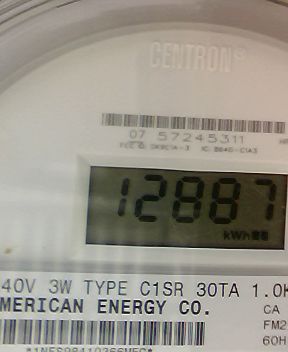 CENTRON®
07 57245311
12887
kWh
40V 3W TYPE C1SR 30TA 1.0K
MERICAN ENERGY CO.
CA
FM2
60H